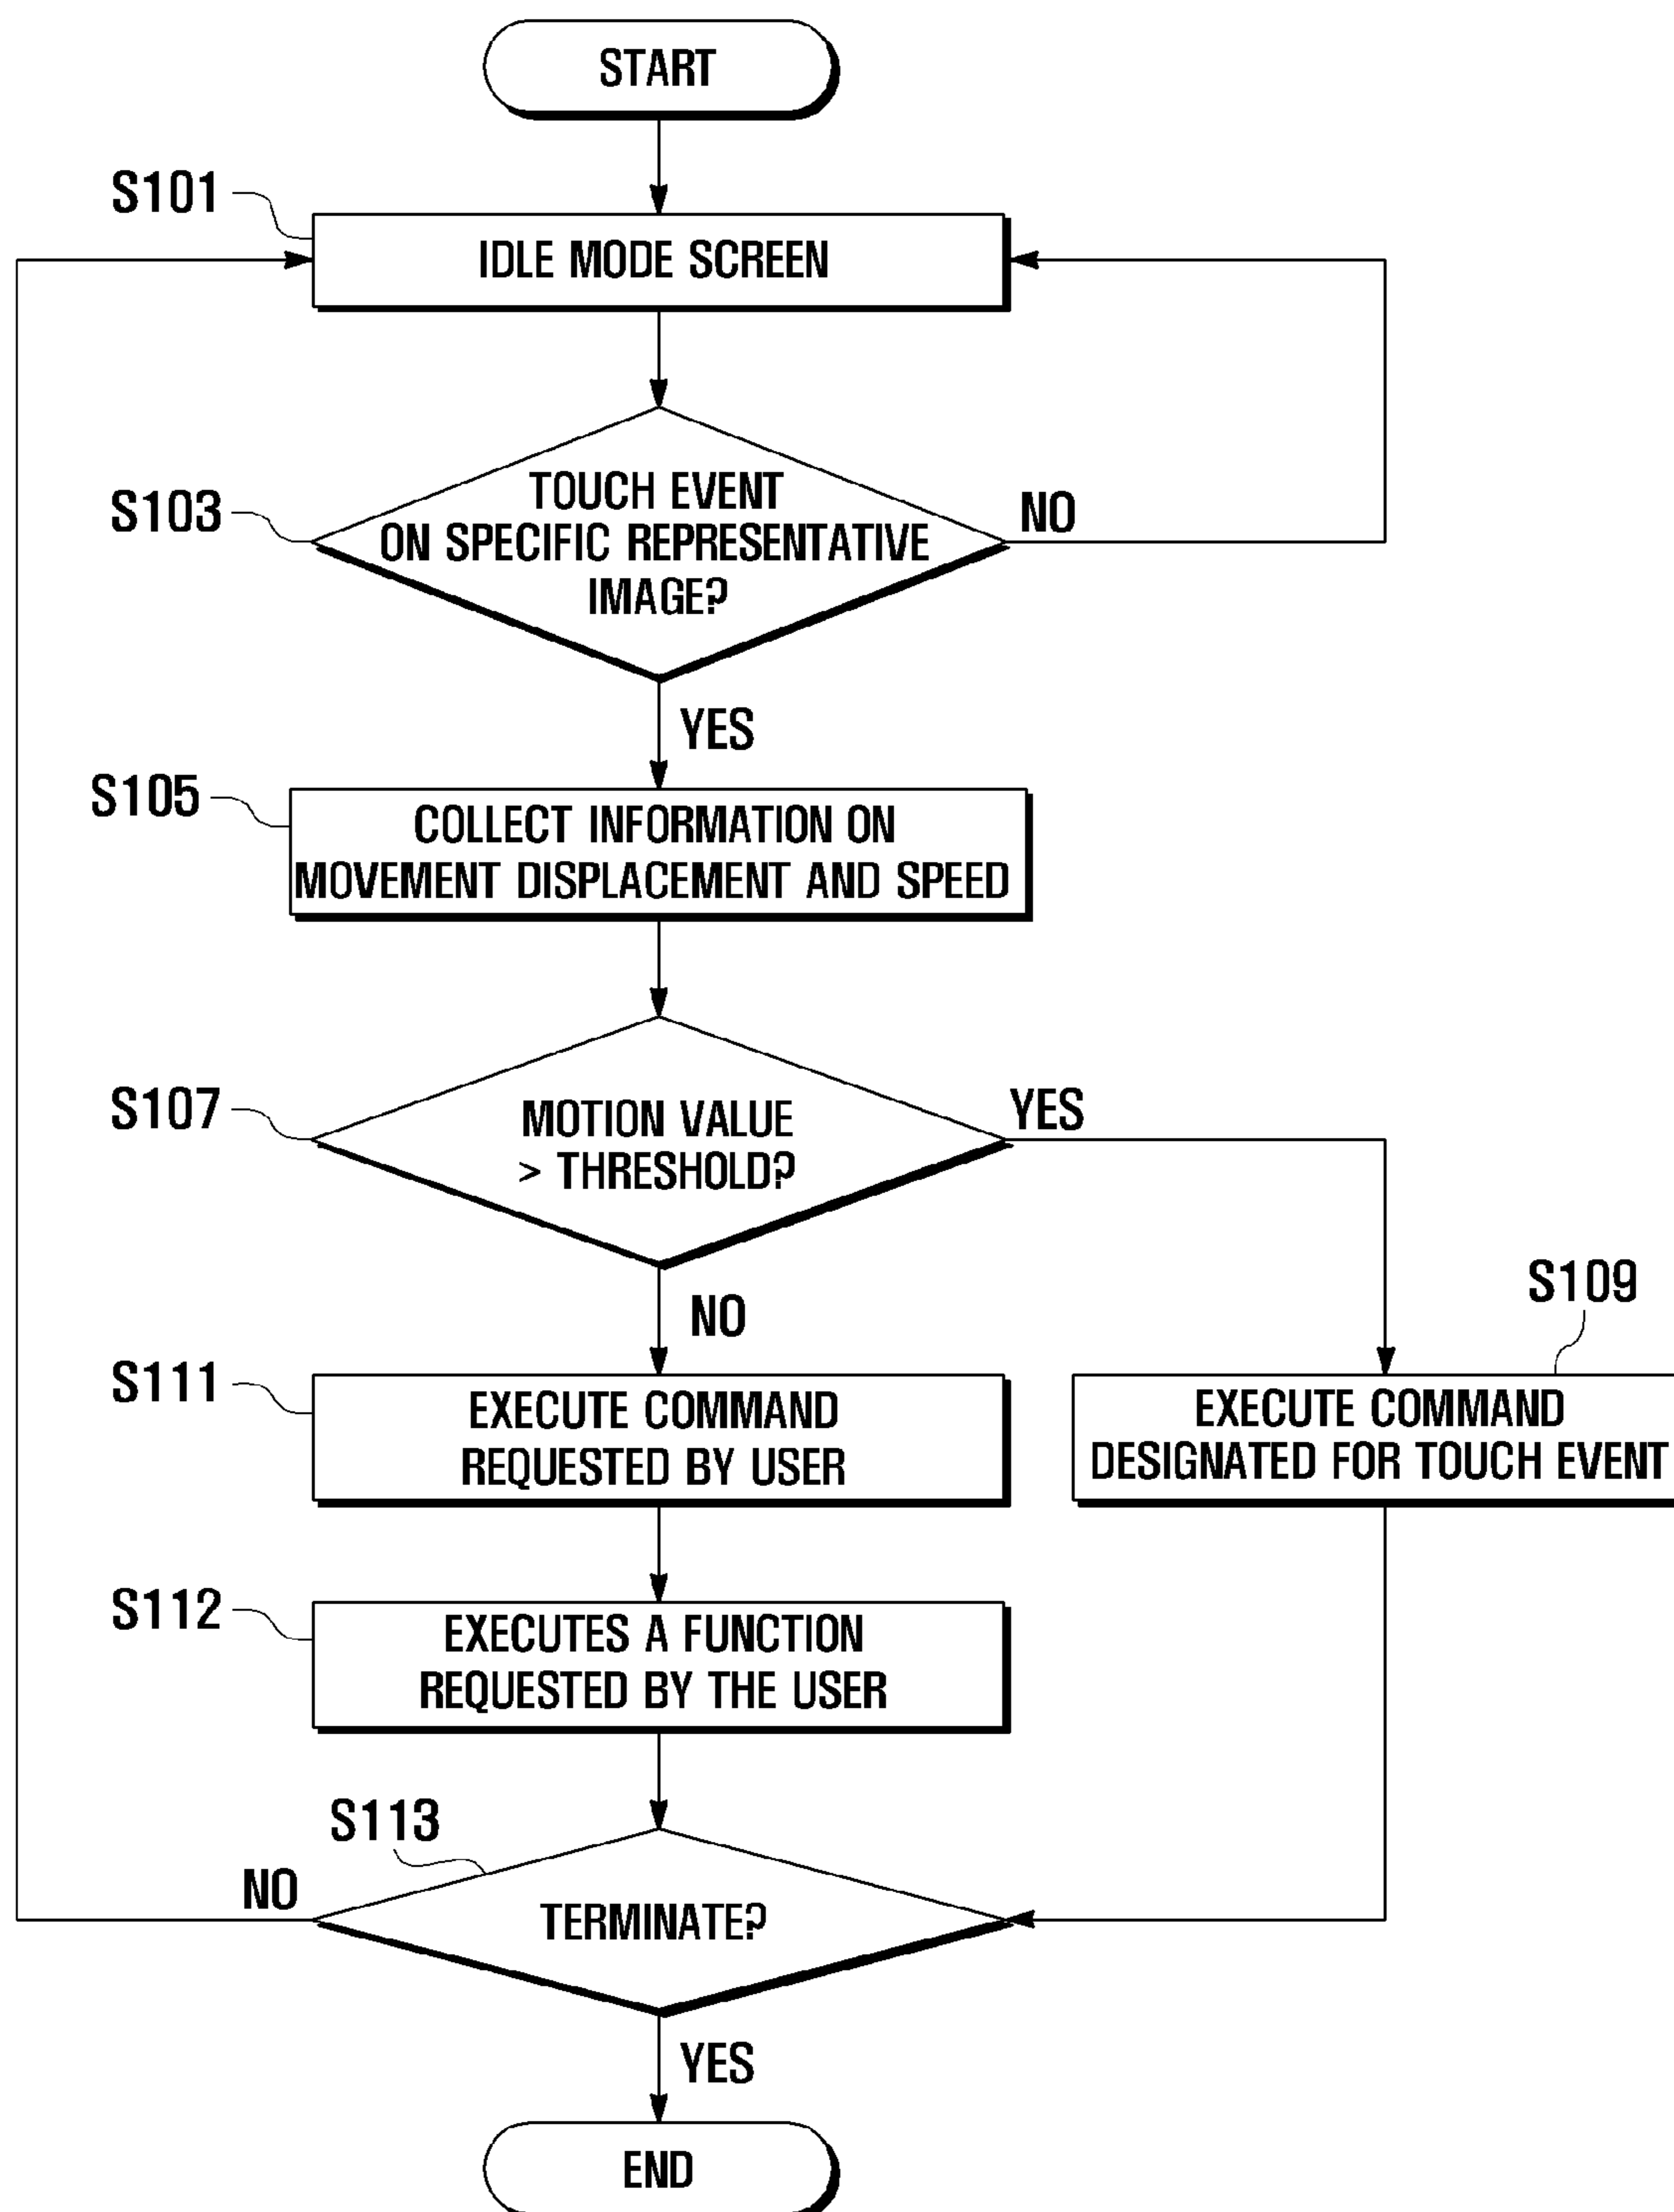 START
S101
IDLE MODE SCREEN
S103
TOUCH EVENT
ON SPECIFIC REPRESENTATIVE
IMAGE?
NO
YES
S105
COLLECT INFORMATION ON
MOVEMENT DISPLACEMENT AND SPEED
S107
MOTION VALUE
> THRESHOLD?
YES
NO
S109
EXECUTE COMMAND
DESIGNATED FOR TOUCH EVENT
S111
EXECUTE COMMAND
REQUESTED BY USER
S112
EXECUTES A FUNCTION
REQUESTED BY THE USER
S113
NO
TERMINATE?
YES
END